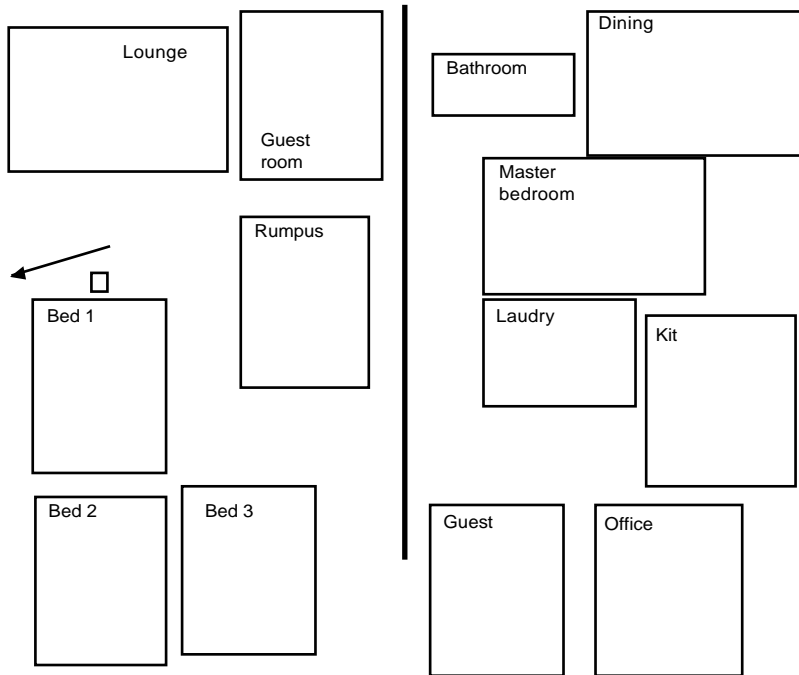 Lounge
Guest
room
Rumpus
Bed 1
Bed 2
Bed 3
Dining
Bathroom
Master
bedroom
Laudry
Kit
Guest
Office